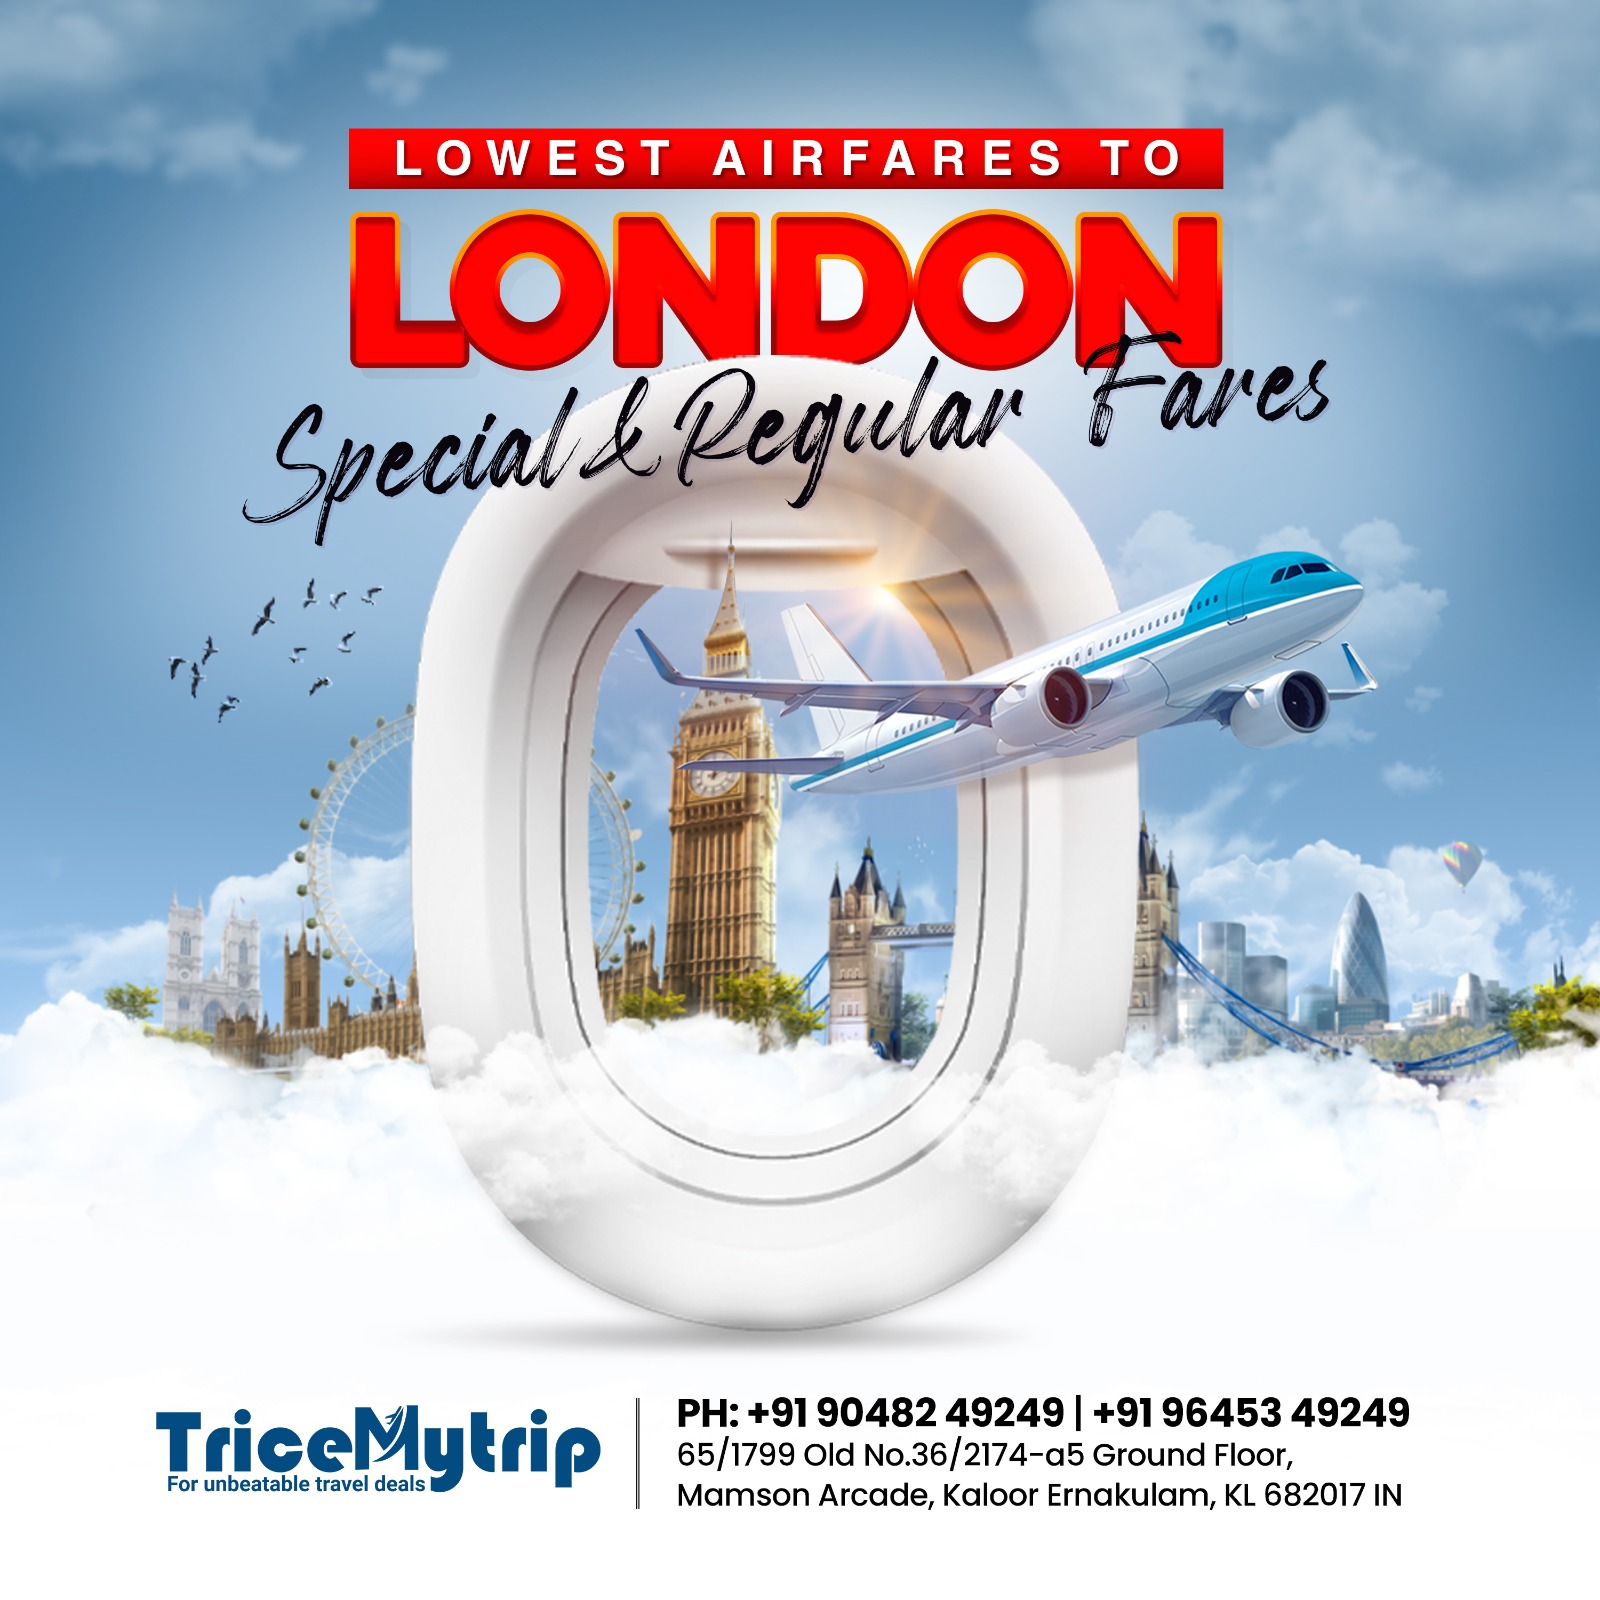 LOWEST AIRFARES TO
LONDON
Special & Regular Fares
TriceMytrip
For unbeatable travel deals
PH: +91 90482 49249 | +91 96453 49249
65/1799 Old No.36/2174-a5 Ground Floor,
Mamson Arcade, Kaloor Ernakulam, KL 682017 IN